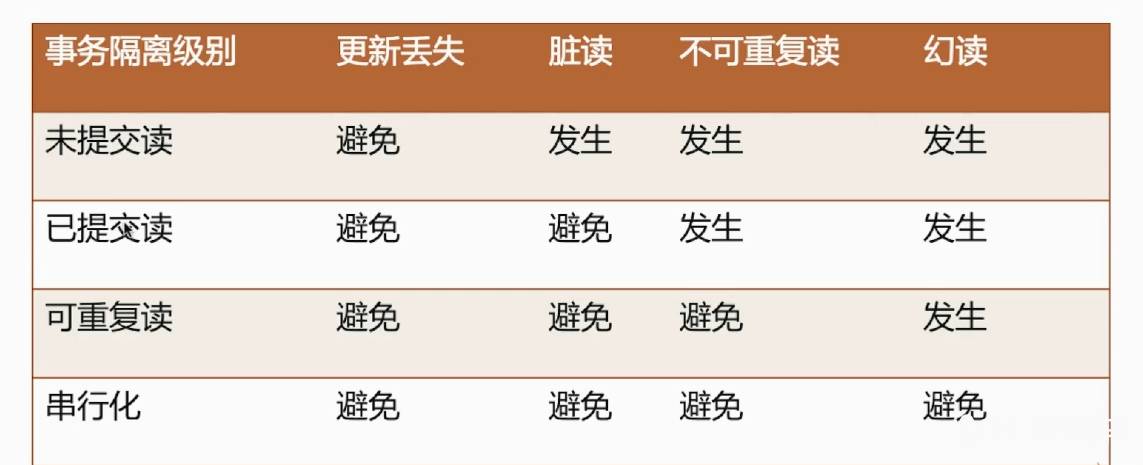 事务隔离级别 更新丢失 脏读 不可重复读 幻读
未提交读 避免 发生 发生 发生
已提交读 避免 避免 发生 发生
可重复读 避免 避免 避免 发生
串行化 避免 避免 避免 避免